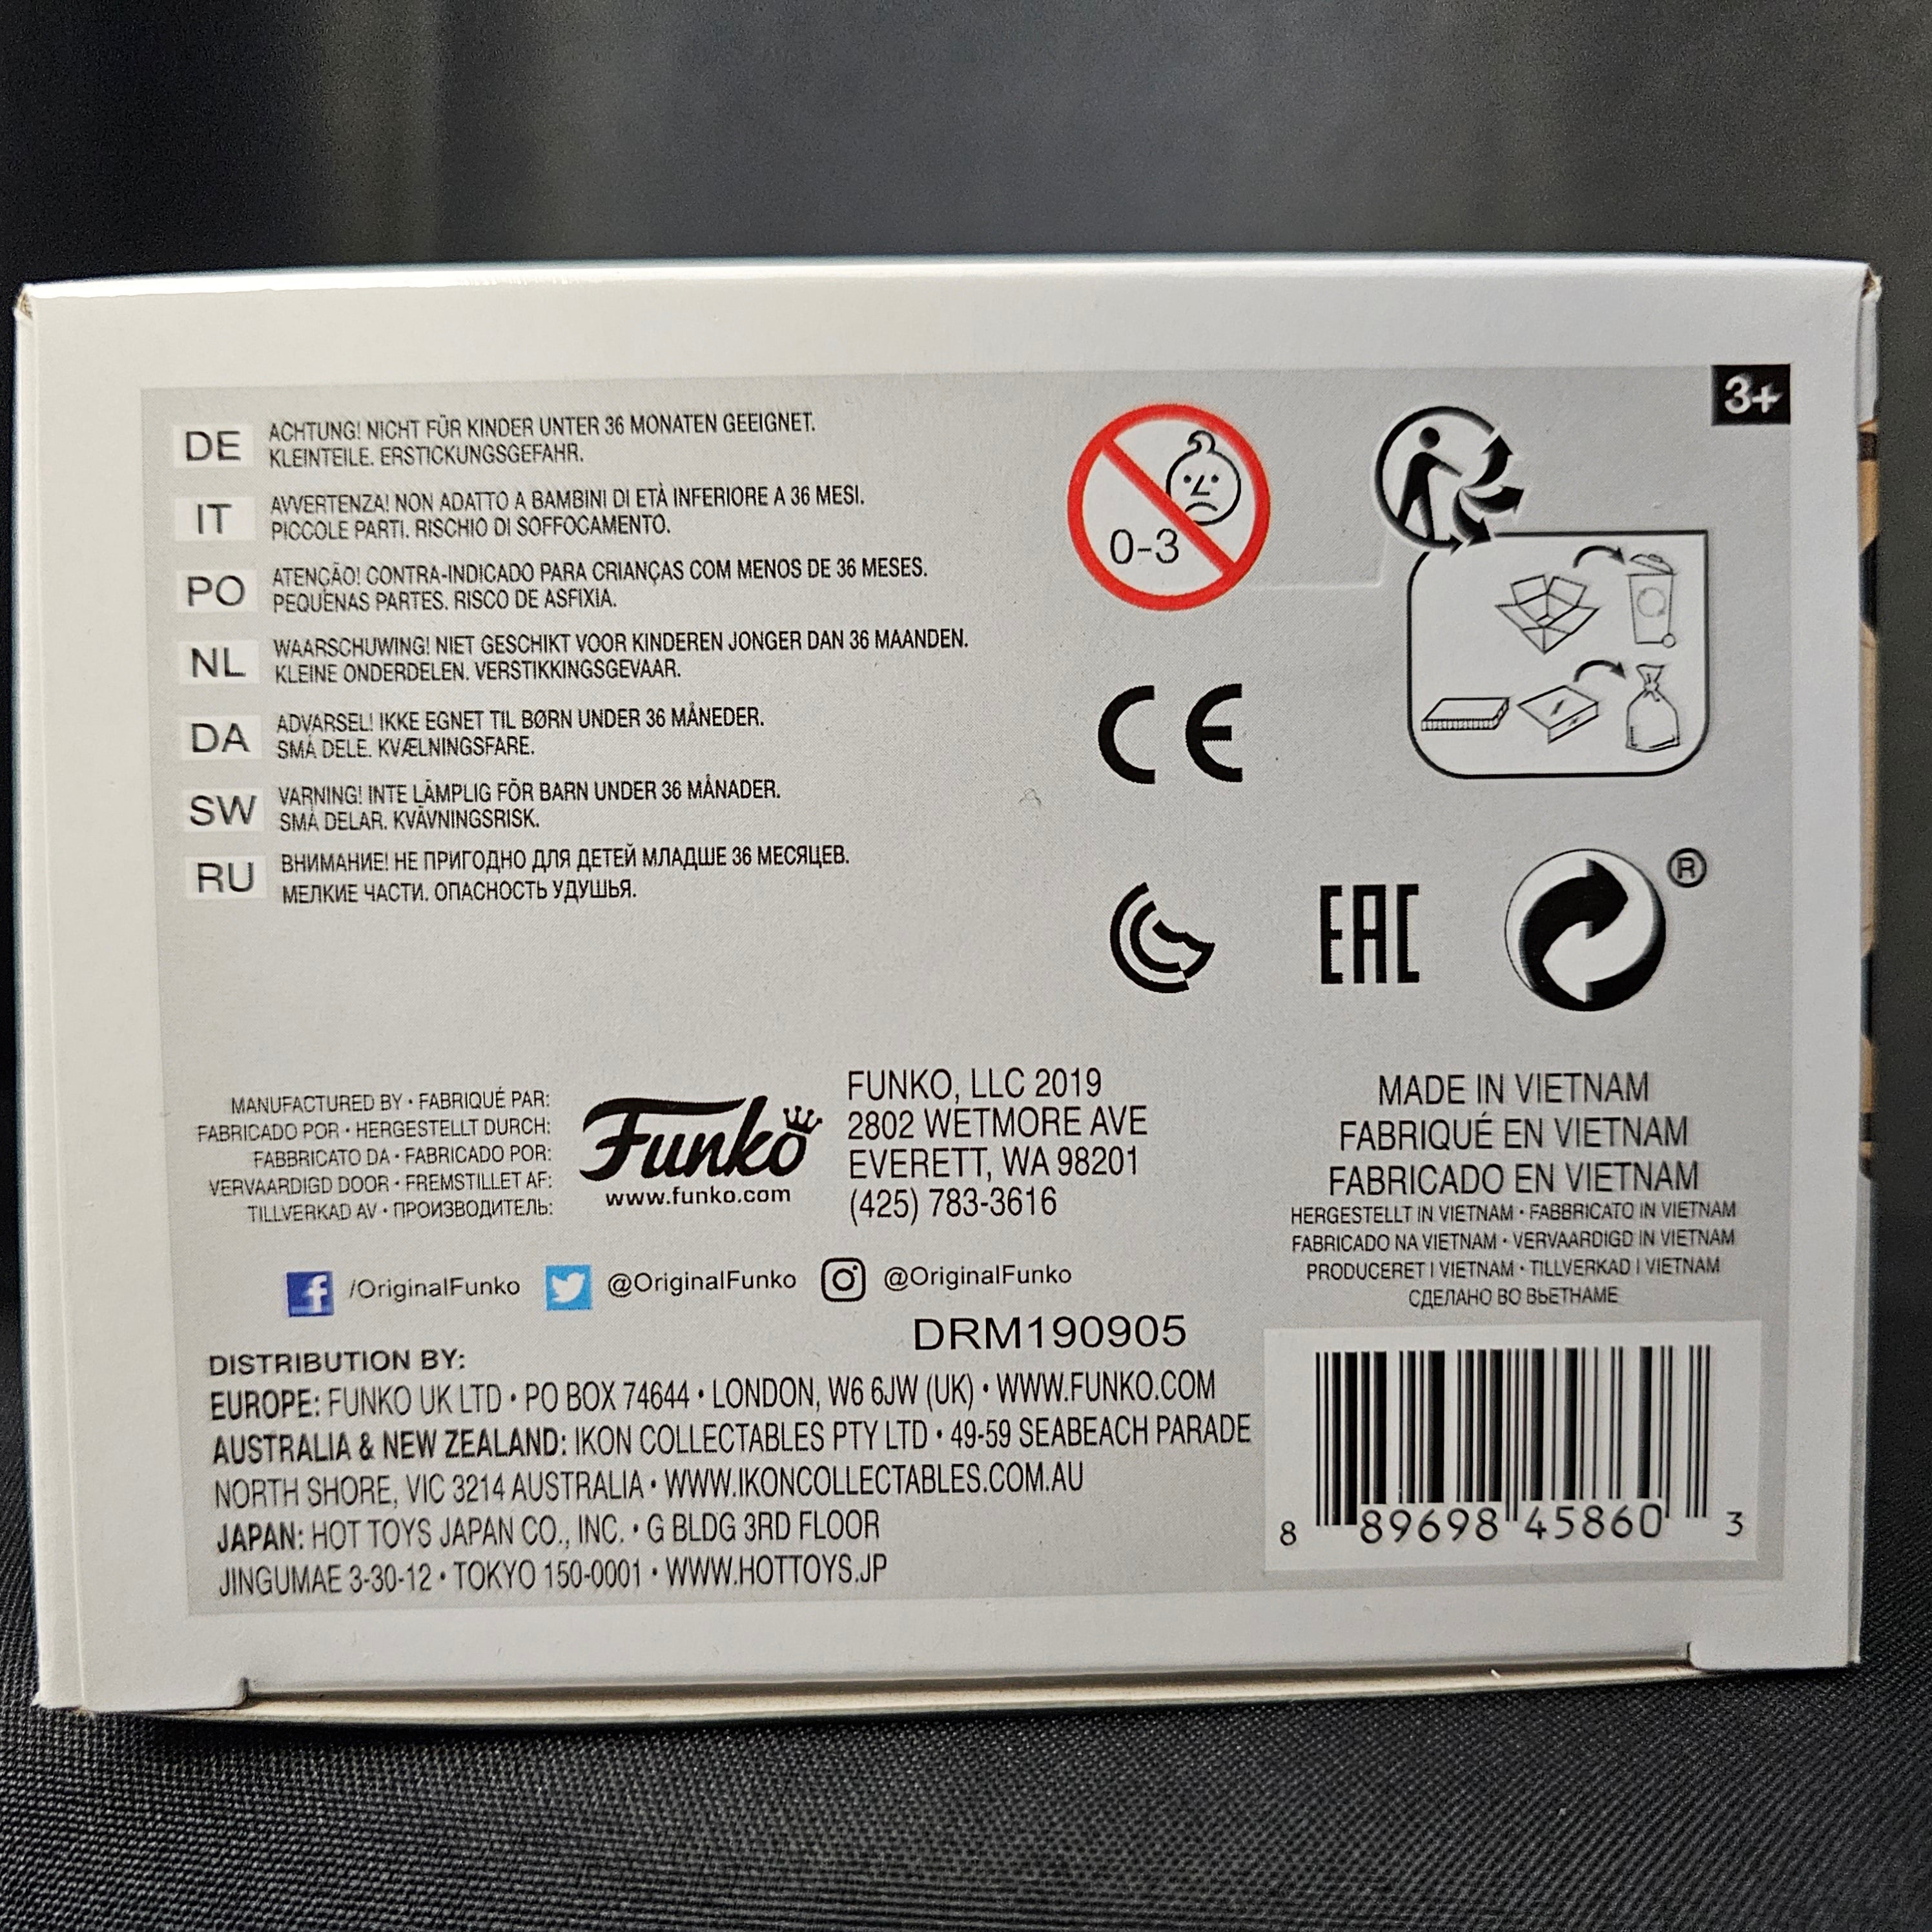 3+
DE
ACHTUNG! NICHT FÜR KINDER UNTER 36 MONATEN GEEIGNET.
KLEINTEILE. ERSTICKUNGSGEFAHR.
IT
AVVERTENZA! NON ADATTO A BAMBINI DI ETÀ INFERIORE A 36 MESI.
PICCOLE PARTI. RISCHIO DI SOFFOCAMENTO.
PO
ATENÇÃO! CONTRA-INDICADO PARA CRIANÇAS COM MENOS DE 36 MESES.
PEQUENAS PARTES. RISCO DE ASFIXIA.
NL
WAARSCHUWING! NIET GESCHIKT VOOR KINDEREN JONGER DAN 36 MAANDEN.
KLEINE ONDERDELEN. VERSTIKKINGSGEVAAR.
DA
ADVARSEL! IKKE EGNET TIL BØRN UNDER 36 MÅNEDER.
SMÅ DELE. KVÆLNINGSFARE.
SW
VARNING! INTE LÄMPLIG FÖR BARN UNDER 36 MÅNADER.
SMÅ DELAR. KVÄVNINGSRISK.
RU
ВНИМАНИЕ! НЕ ПРИГОДНО ДЛЯ ДЕТЕЙ МЛАДШЕ 36 МЕСЯЦЕВ.
МЕЛКИЕ ЧАСТИ. ОПАСНОСТЬ УДУШЬЯ.
0-3
CE
EAC
®
MANUFACTURED BY • FABRIQUÉ PAR:
FABRICADO POR • HERGESTELLT DURCH:
FABBRICATO DA • FABRICADO POR:
VERVAARDIGD DOOR • FREMSTILLET AF:
TILLVERKAD AV • ПРОИЗВОДИТЕЛЬ:
Funko
www.funko.com
FUNKO, LLC 2019
2802 WETMORE AVE
EVERETT, WA 98201
(425) 783-3616
MADE IN VIETNAM
FABRIQUÉ EN VIETNAM
FABRICADO EN VIETNAM
HERGESTELLT IN VIETNAM • FABBRICATO IN VIETNAM
FABRICADO NA VIETNAM • VERVAARDIGD IN VIETNAM
PRODUCERET I VIETNAM • TILLVERKAD I VIETNAM
СДЕЛАНО ВО ВЬЕТНАМЕ
f /OriginalFunko @OriginalFunko @OriginalFunko
DRM190905
DISTRIBUTION BY:
EUROPE: FUNKO UK LTD • PO BOX 74644 • LONDON, W6 6JW (UK) • WWW.FUNKO.COM
AUSTRALIA & NEW ZEALAND: IKON COLLECTABLES PTY LTD • 49-59 SEABEACH PARADE
NORTH SHORE, VIC 3214 AUSTRALIA • WWW.IKONCOLLECTABLES.COM.AU
JAPAN: HOT TOYS JAPAN CO., INC. • G BLDG 3RD FLOOR
JINGUMAE 3-30-12 • TOKYO 150-0001 • WWW.HOTTOYS.JP
8 89698 45860 3